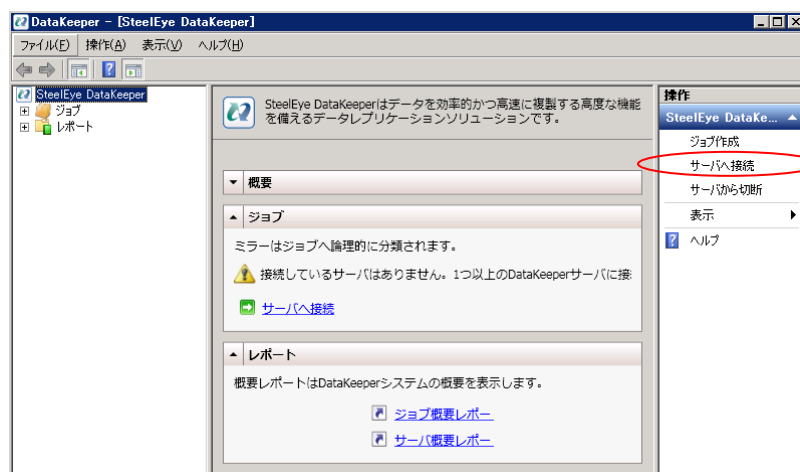 DataKeeper - [SteelEye DataKeeper]
ファイル(F) 操作(A) 表示(V) ヘルプ(H)
SteelEye DataKeeper
ジョブ
レポート
SteelEye DataKeeperはデータを効率的かつ高速に複製する高度な機能
を備えるデータレプリケーションソリューションです。
概要
ジョブ
ミラーはジョブへ論理的に分類されます。
接続しているサーバはありません。1つ以上のDataKeeperサーバに接
サーバへ接続
レポート
概要レポートはDataKeeperシステムの概要を表示します。
ジョブ概要レポー
サーバ概要レポー
操作
SteelEye DataKe...
ジョブ作成
サーバへ接続
サーバから切断
表示
ヘルプ